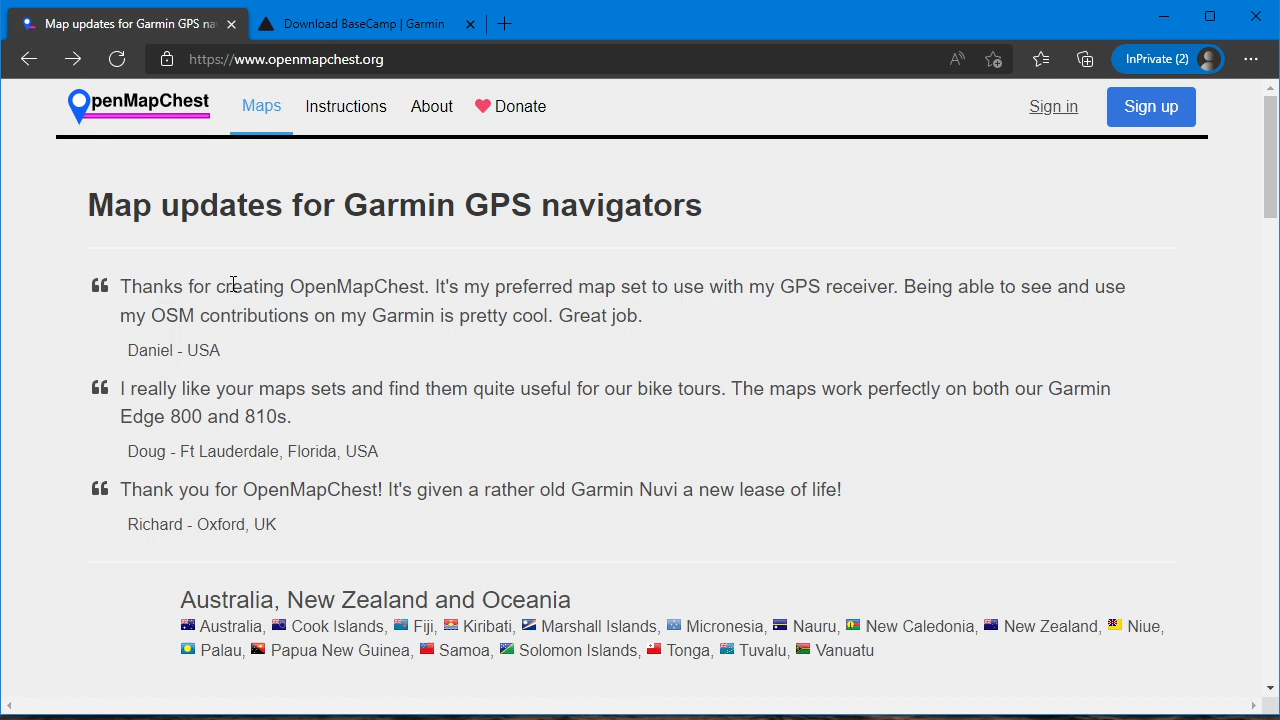 Map updates for Garmin GPS na
Download BaseCamp | Garmin
https://www.openmapchest.org
InPrivate (2)
OpenMapChest
Maps
Instructions
About
Donate
Sign in
Sign up
Map updates for Garmin GPS navigators
Thanks for creating OpenMapChest. It's my preferred map set to use with my GPS receiver. Being able to see and use
my OSM contributions on my Garmin is pretty cool. Great job.
Daniel - USA
I really like your maps sets and find them quite useful for our bike tours. The maps work perfectly on both our Garmin
Edge 800 and 810s.
Doug - Ft Lauderdale, Florida, USA
Thank you for OpenMapChest! It's given a rather old Garmin Nuvi a new lease of life!
Richard - Oxford, UK
Australia, New Zealand and Oceania
Australia, Cook Islands, Fiji, Kiribati, Marshall Islands, Micronesia, Nauru, New Caledonia, New Zealand, Niue,
Palau, Papua New Guinea, Samoa, Solomon Islands, Tonga, Tuvalu, Vanuatu